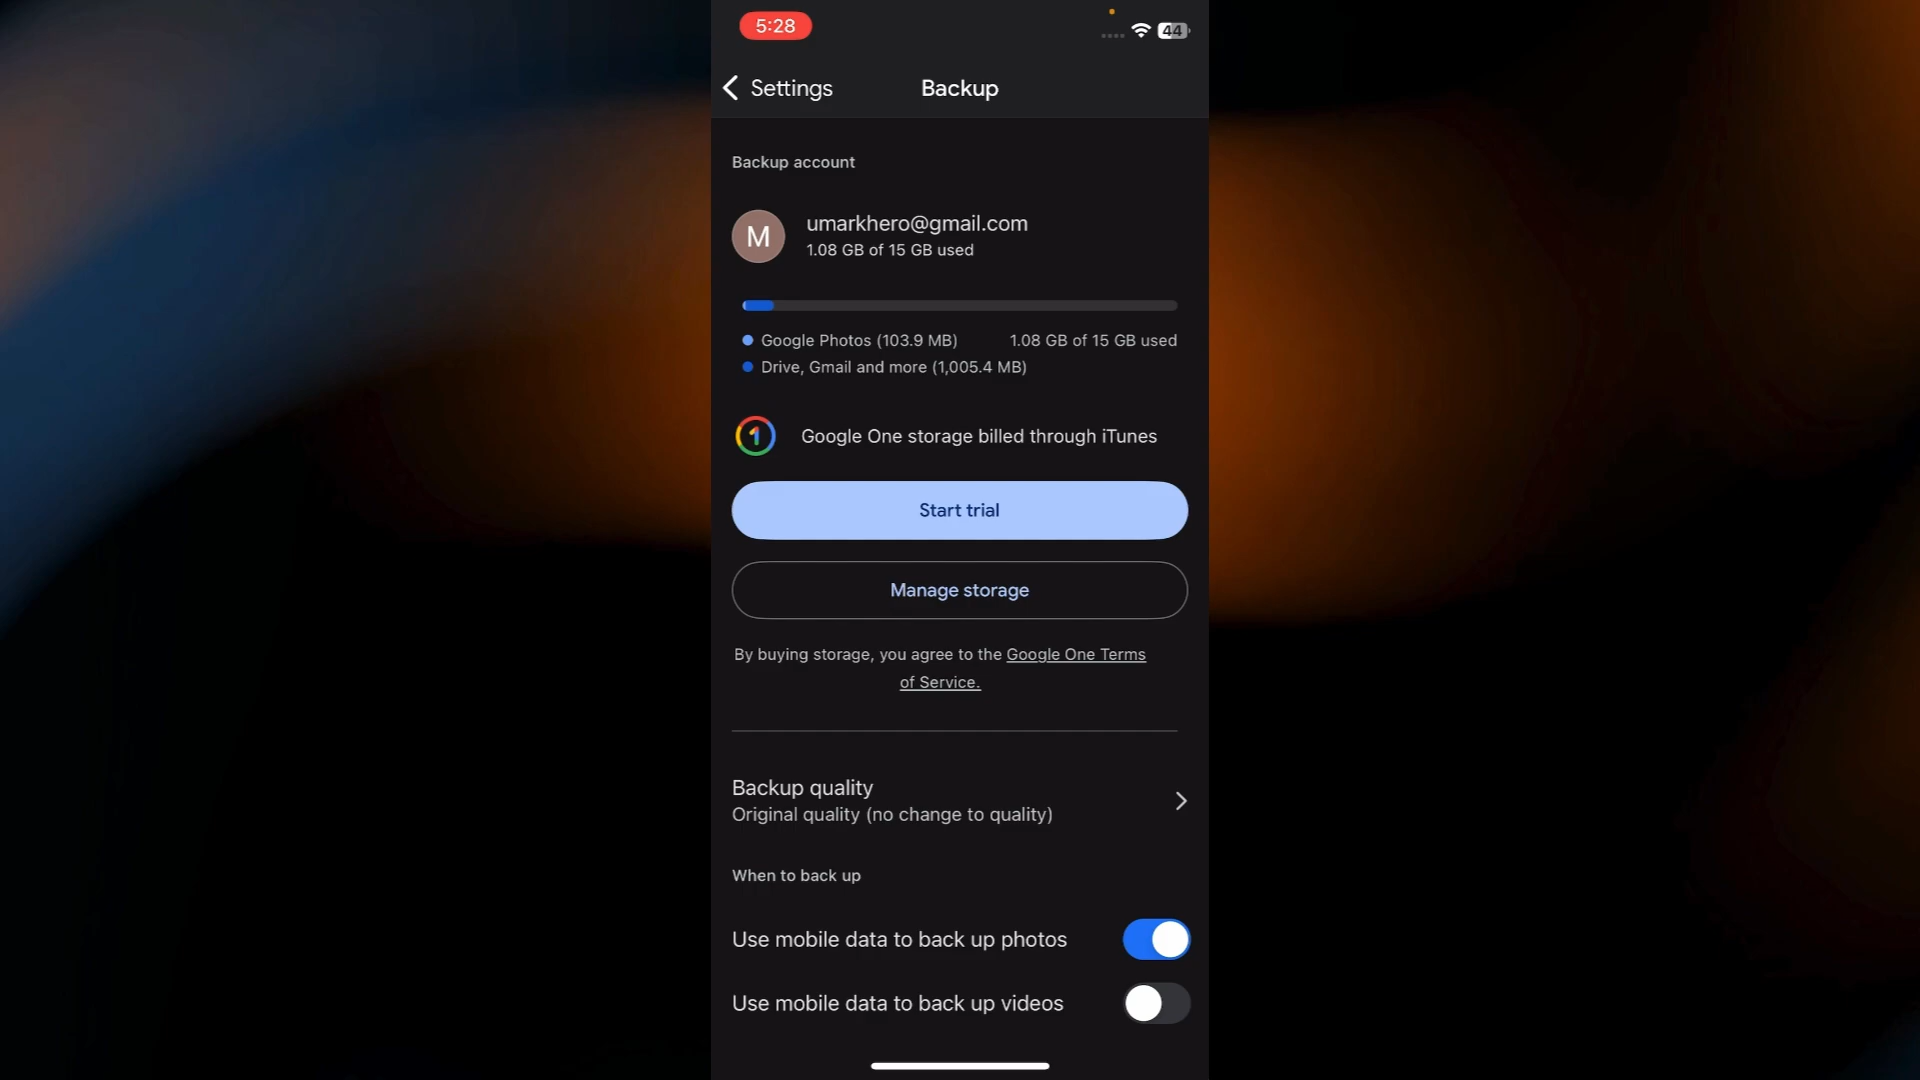 5:28
44
Settings
Backup
Backup account
M
umarkhero@gmail.com
1.08 GB of 15 GB used
Google Photos (103.9 MB)
1.08 GB of 15 GB used
Drive, Gmail and more (1,005.4 MB)
1
Google One storage billed through iTunes
Start trial
Manage storage
By buying storage, you agree to the Google One Terms
of Service.
Backup quality
Original quality (no change to quality)
When to back up
Use mobile data to back up photos
Use mobile data to back up videos